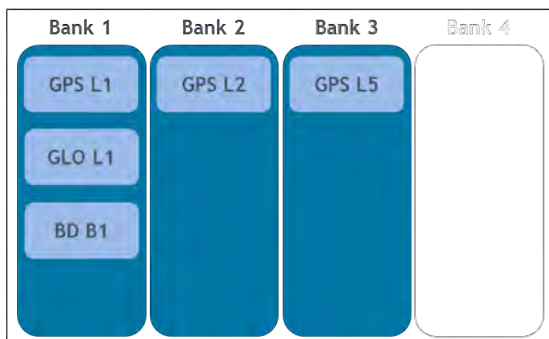 Bank 1 Bank 2 Bank 3 Bank 4
GPS L1 GPS L2 GPS L5
GLO L1
BD B1